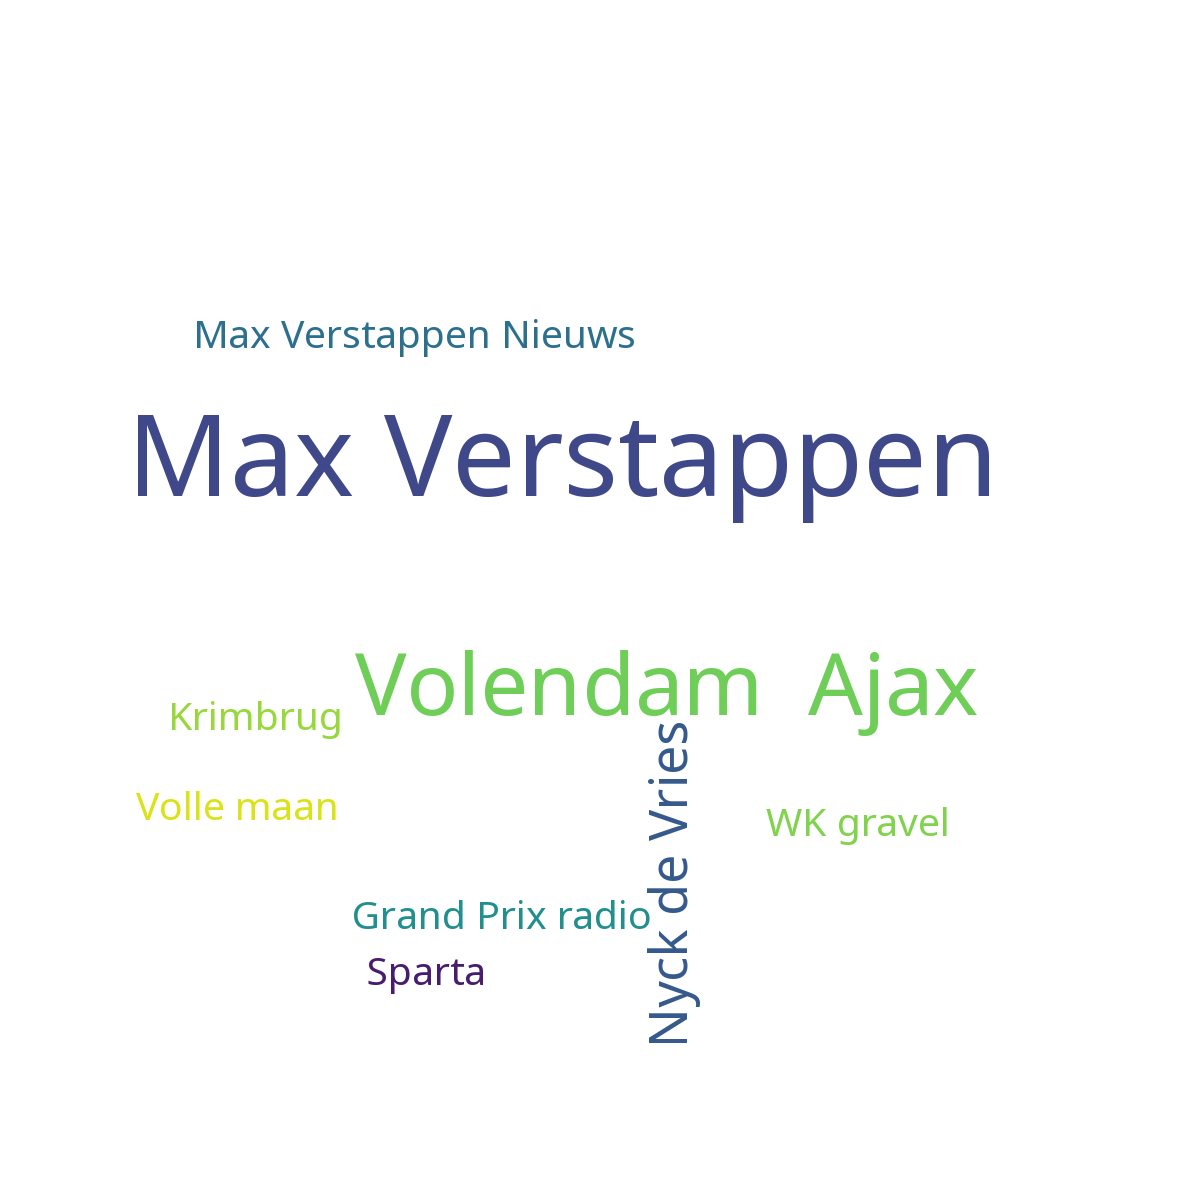 Max Verstappen Nieuws
Max Verstappen
Volendam
Ajax
Krimbrug
Volle maan
WK gravel
Nyck de Vries
Grand Prix radio
Sparta